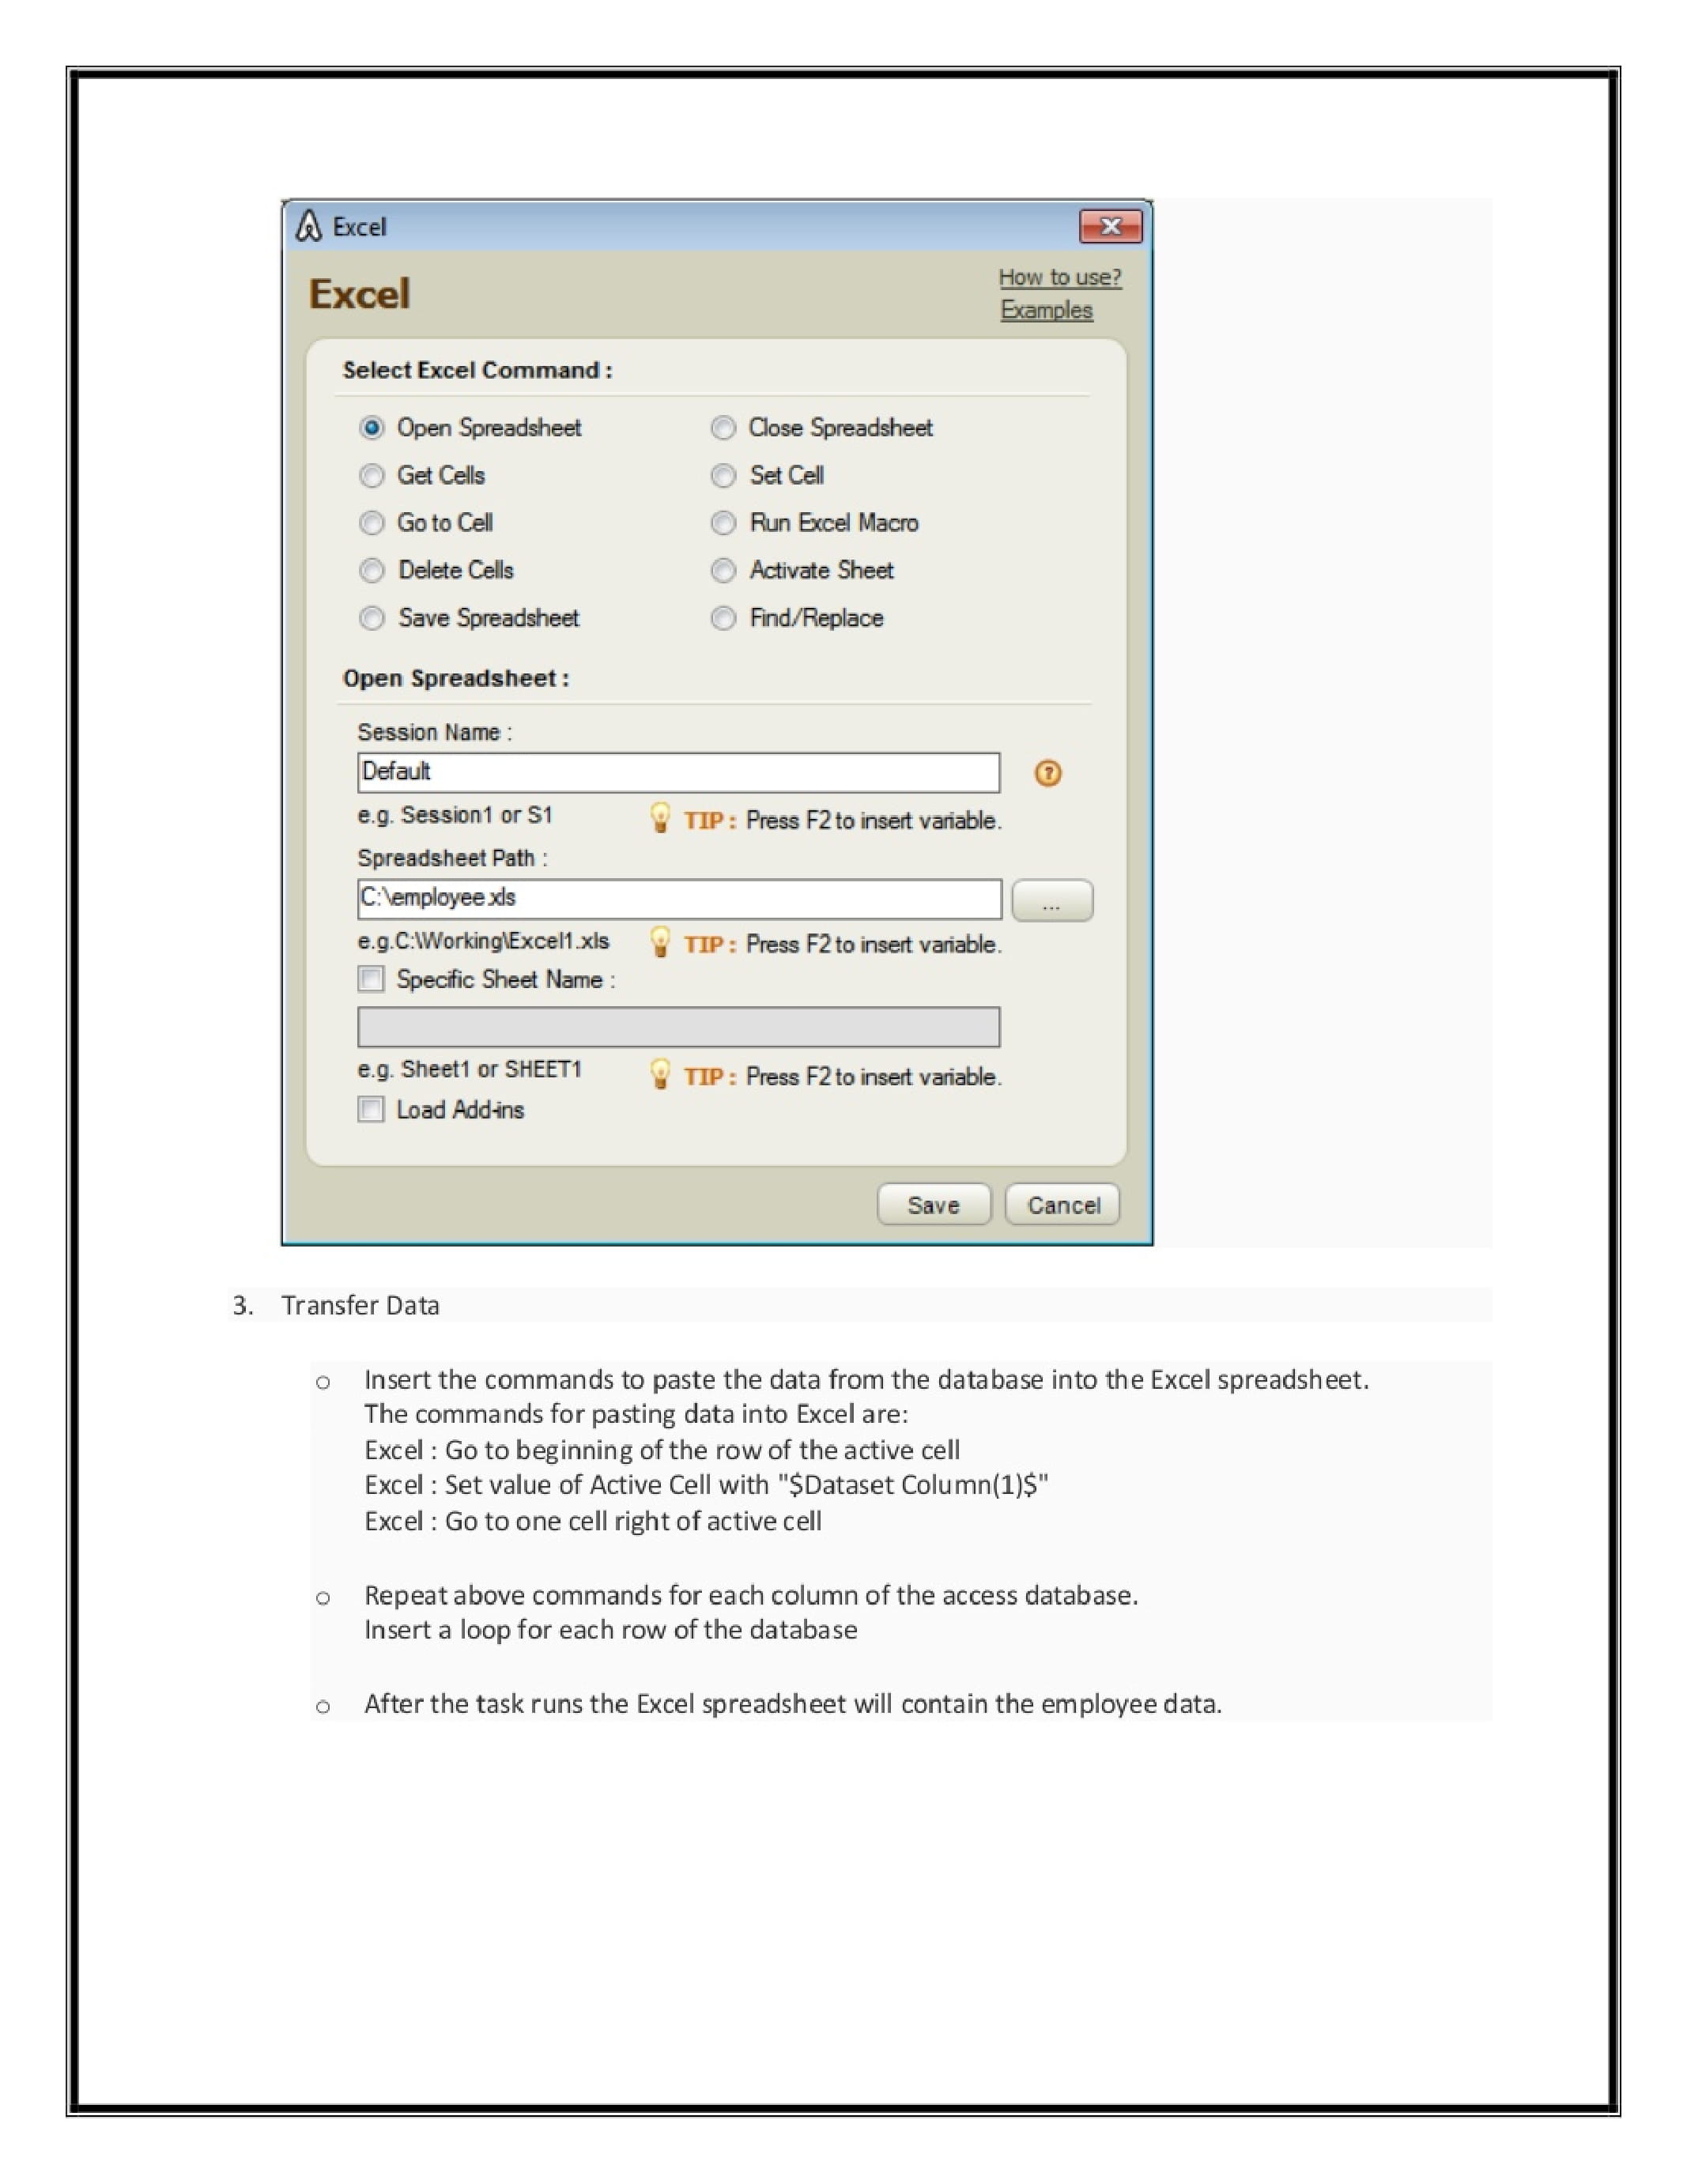 Excel
Excel
How to use?
Examples
Select Excel Command :
Open Spreadsheet
Close Spreadsheet
Get Cells
Set Cell
Go to Cell
Run Excel Macro
Delete Cells
Activate Sheet
Save Spreadsheet
Find/Replace
Open Spreadsheet :
Session Name :
Default
e.g. Session1 or S1
TIP : Press F2 to insert variable.
Spreadsheet Path :
C:\employee.xls
...
e.g.C:\Working\Excel1.xls
TIP : Press F2 to insert variable.
Specific Sheet Name :
e.g. Sheet1 or SHEET1
TIP : Press F2 to insert variable.
Load Add-ins
Save
Cancel
3. Transfer Data
o Insert the commands to paste the data from the database into the Excel spreadsheet.
The commands for pasting data into Excel are:
Excel : Go to beginning of the row of the active cell
Excel : Set value of Active Cell with "$Dataset Column(1)$"
Excel : Go to one cell right of active cell
o Repeat above commands for each column of the access database.
Insert a loop for each row of the database
o After the task runs the Excel spreadsheet will contain the employee data.